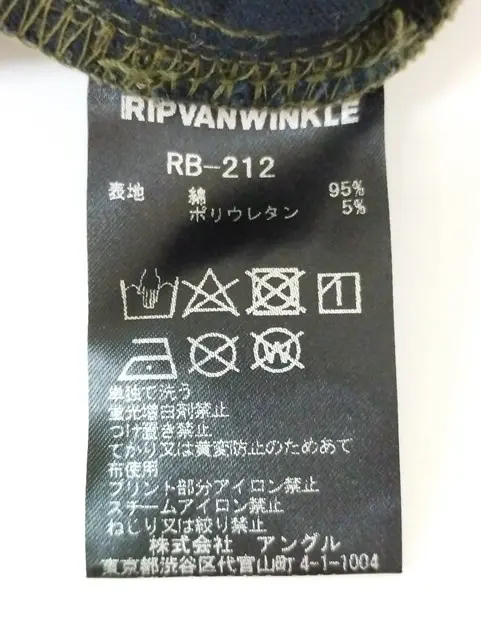 RIPVANWINKLE
RB-212
表地 綿 95%
ポリウレタン 5%
単独で洗う
蛍光増白剤禁止
つけ置き禁止
てかり又は黄変防止のためあて
布使用
プリント部分アイロン禁止
スチームアイロン禁止
ねじり又は絞り禁止
株式会社 アングル
東京都渋谷区代官山町 4-1-1004